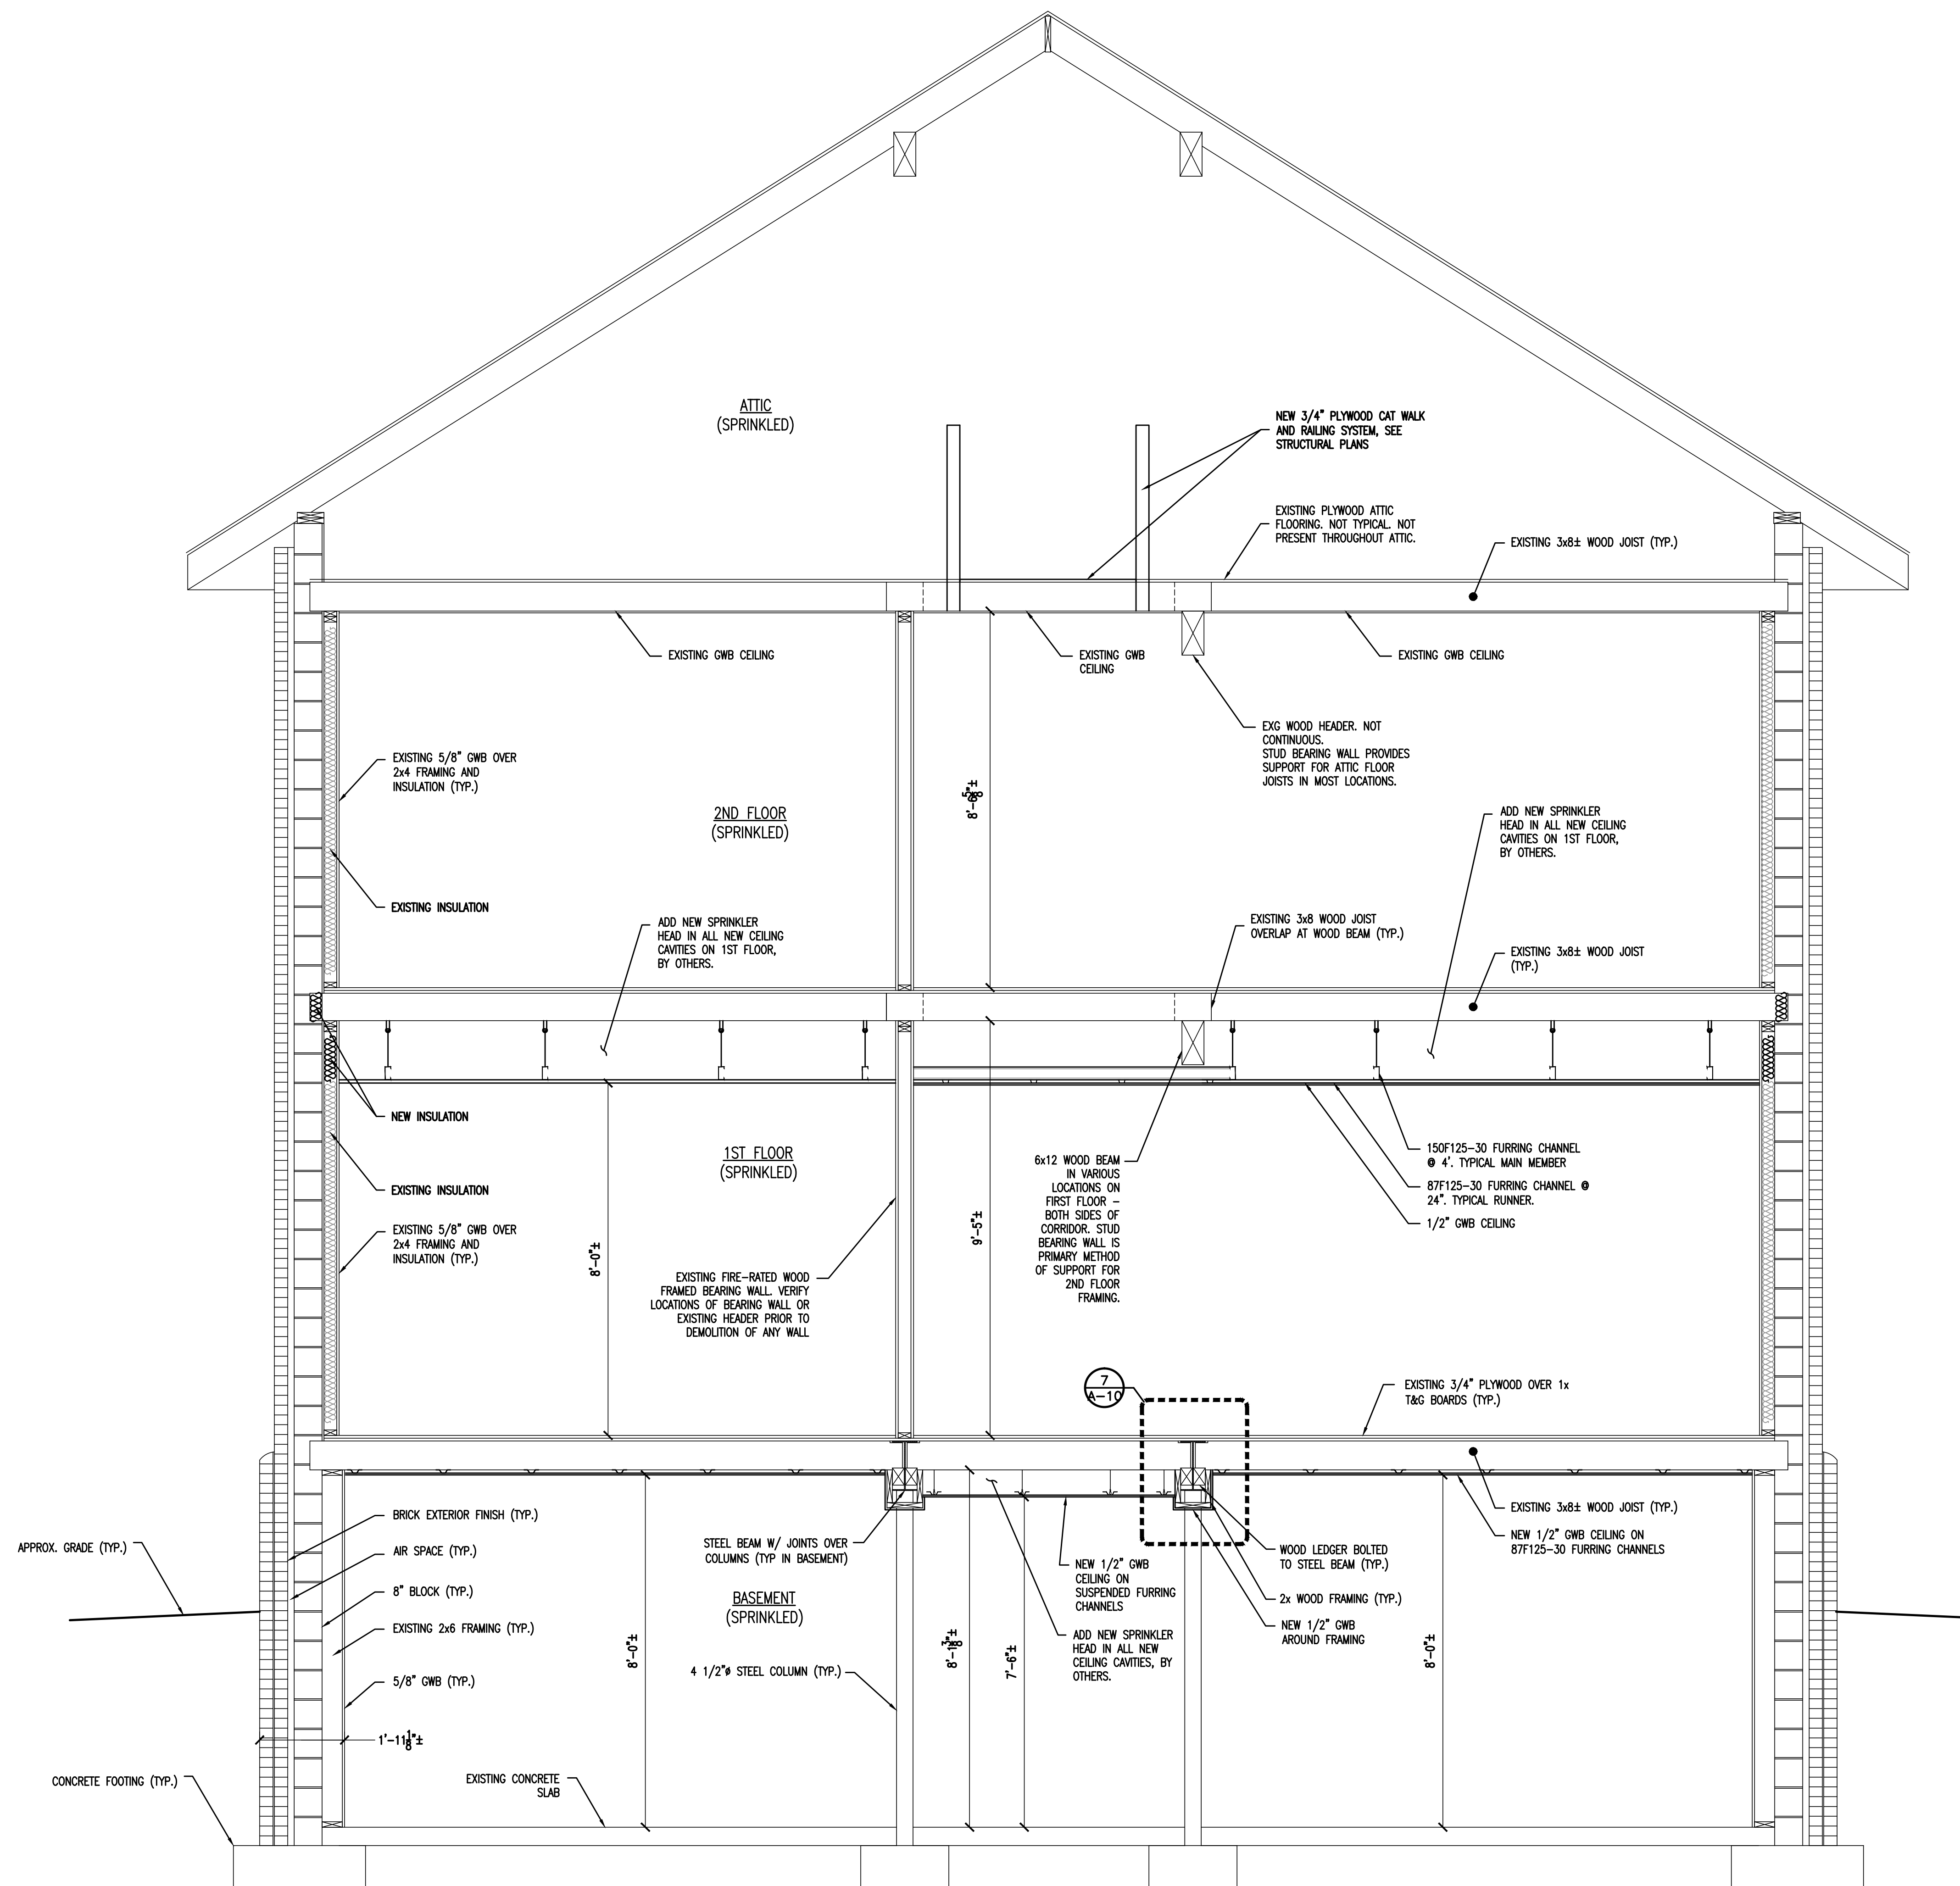 ATTIC
(SPRINKLED)
NEW 3/4" PLYWOOD CAT WALK
AND RAILING SYSTEM, SEE
STRUCTURAL PLANS
EXISTING PLYWOOD ATTIC
FLOORING. NOT TYPICAL. NOT
PRESENT THROUGHOUT ATTIC.
EXISTING 3x8± WOOD JOIST (TYP.)
EXISTING GWB CEILING
EXISTING GWB
CEILING
EXISTING GWB CEILING
EXG WOOD HEADER. NOT
CONTINUOUS.
STUD BEARING WALL PROVIDES
SUPPORT FOR ATTIC FLOOR
JOISTS IN MOST LOCATIONS.
EXISTING 5/8" GWB OVER
2x4 FRAMING AND
INSULATION (TYP.)
2ND FLOOR
(SPRINKLED)
8'-6 5/8"±
ADD NEW SPRINKLER
HEAD IN ALL NEW CEILING
CAVITIES ON 1ST FLOOR,
BY OTHERS.
EXISTING INSULATION
ADD NEW SPRINKLER
HEAD IN ALL NEW CEILING
CAVITIES ON 1ST FLOOR,
BY OTHERS.
EXISTING 3x8 WOOD JOIST
OVERLAP AT WOOD BEAM (TYP.)
EXISTING 3x8± WOOD JOIST
(TYP.)
NEW INSULATION
1ST FLOOR
(SPRINKLED)
EXISTING INSULATION
EXISTING 5/8" GWB OVER
2x4 FRAMING AND
INSULATION (TYP.)
8'-0"±
EXISTING FIRE-RATED WOOD
FRAMED BEARING WALL. VERIFY
LOCATIONS OF BEARING WALL OR
EXISTING HEADER PRIOR TO
DEMOLITION OF ANY WALL
9'-5"±
6x12 WOOD BEAM
IN VARIOUS
LOCATIONS ON
FIRST FLOOR –
BOTH SIDES OF
CORRIDOR. STUD
BEARING WALL IS
PRIMARY METHOD
OF SUPPORT FOR
2ND FLOOR
FRAMING.
150F125-30 FURRING CHANNEL
@ 4'. TYPICAL MAIN MEMBER
87F125-30 FURRING CHANNEL @
24". TYPICAL RUNNER.
1/2" GWB CEILING
7
A-10
EXISTING 3/4" PLYWOOD OVER 1x
T&G BOARDS (TYP.)
BRICK EXTERIOR FINISH (TYP.)
APPROX. GRADE (TYP.)
AIR SPACE (TYP.)
8" BLOCK (TYP.)
EXISTING 2x6 FRAMING (TYP.)
5/8" GWB (TYP.)
1'-11 1/8"±
CONCRETE FOOTING (TYP.)
EXISTING CONCRETE
SLAB
8'-0"±
STEEL BEAM W/ JOINTS OVER
COLUMNS (TYP IN BASEMENT)
BASEMENT
(SPRINKLED)
4 1/2"ø STEEL COLUMN (TYP.)
8'-1 3/8"±
7'-6"±
NEW 1/2" GWB
CEILING ON
SUSPENDED FURRING
CHANNELS
ADD NEW SPRINKLER
HEAD IN ALL NEW
CEILING CAVITIES, BY
OTHERS.
WOOD LEDGER BOLTED
TO STEEL BEAM (TYP.)
2x WOOD FRAMING (TYP.)
NEW 1/2" GWB
AROUND FRAMING
8'-0"±
EXISTING 3x8± WOOD JOIST (TYP.)
NEW 1/2" GWB CEILING ON
87F125-30 FURRING CHANNELS